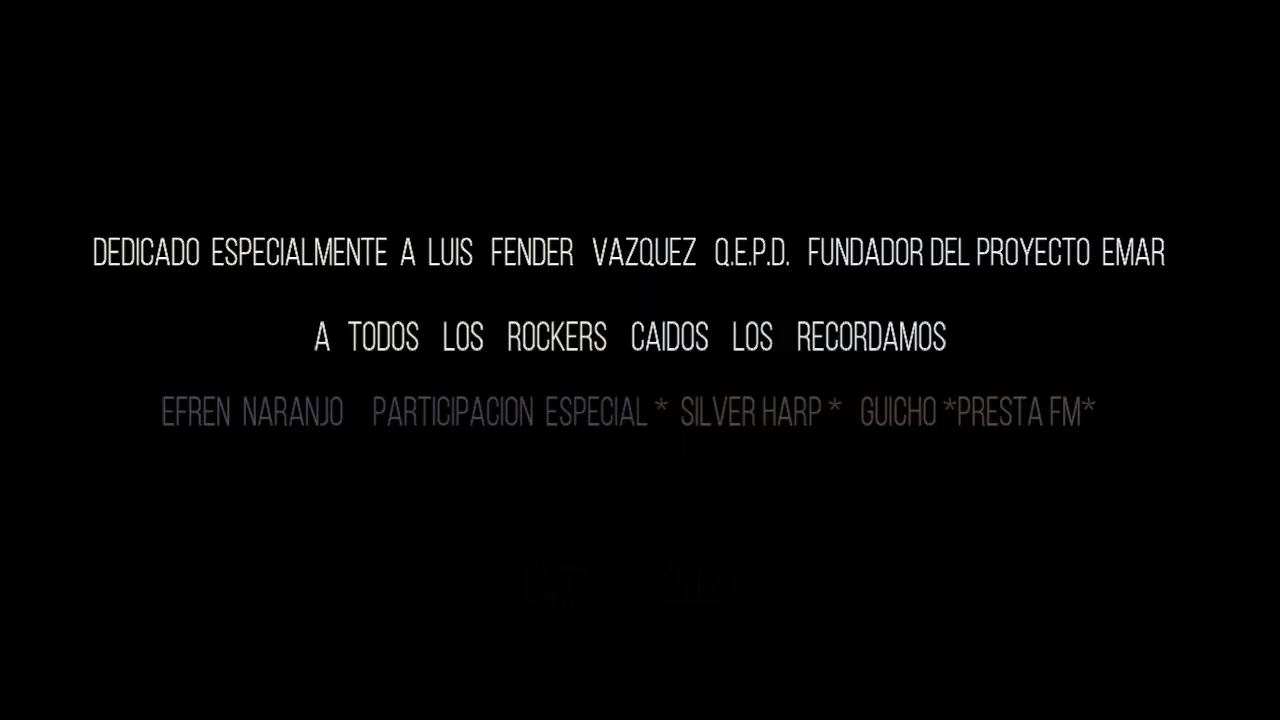 DEDICADO ESPECIALMENTE A LUIS FENDER VAZQUEZ Q.E.P.D. FUNDADOR DEL PROYECTO EMAR
A TODOS LOS ROCKERS CAIDOS LOS RECORDAMOS
EFREN NARANJO PARTICIPACION ESPECIAL * SILVER HARP * GUICHO *PRESTA FM*